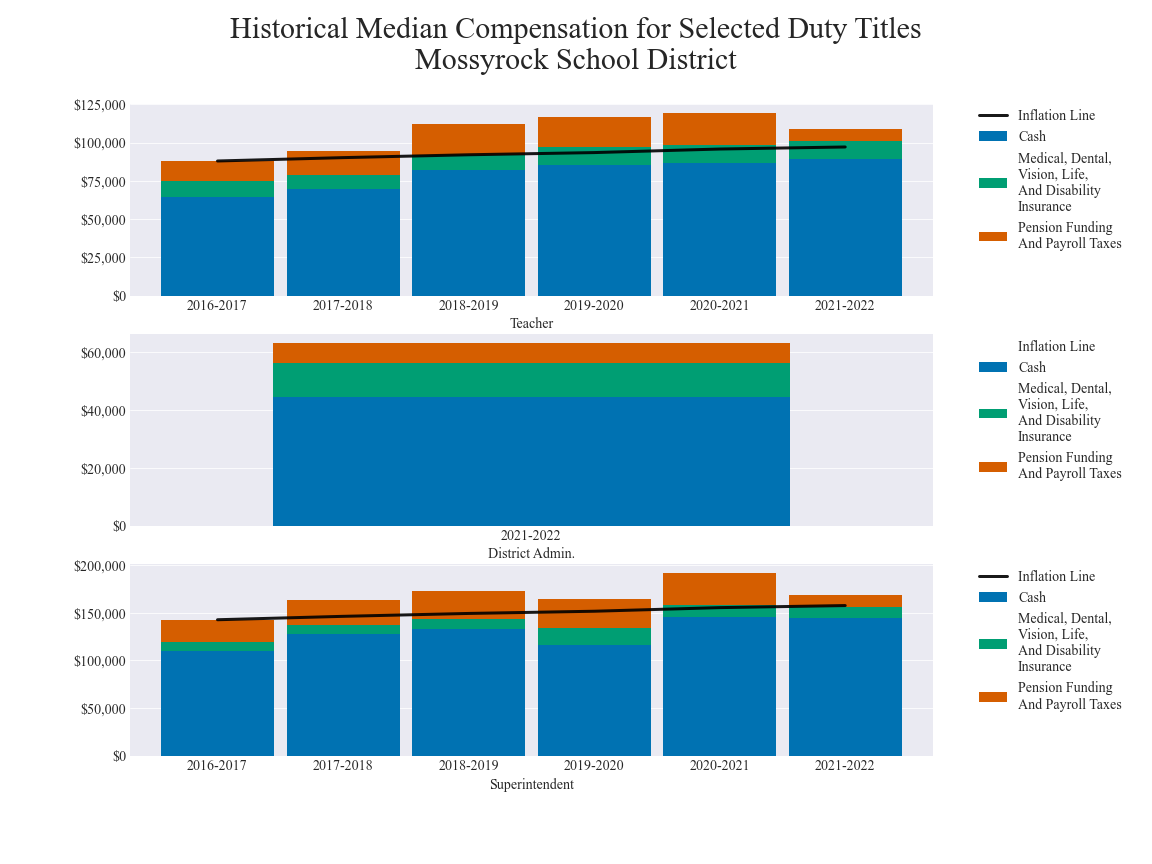 Historical Median Compensation for Selected Duty Titles
Mossyrock School District
$125,000
$100,000
$75,000
$50,000
$25,000
$0
2016-2017 2017-2018 2018-2019 2019-2020 2020-2021 2021-2022
Teacher
Inflation Line
Cash
Medical, Dental,
Vision, Life,
And Disability
Insurance
Pension Funding
And Payroll Taxes
$60,000
$40,000
$20,000
$0
2021-2022
District Admin.
Inflation Line
Cash
Medical, Dental,
Vision, Life,
And Disability
Insurance
Pension Funding
And Payroll Taxes
$200,000
$150,000
$100,000
$50,000
$0
2016-2017 2017-2018 2018-2019 2019-2020 2020-2021 2021-2022
Superintendent
Inflation Line
Cash
Medical, Dental,
Vision, Life,
And Disability
Insurance
Pension Funding
And Payroll Taxes